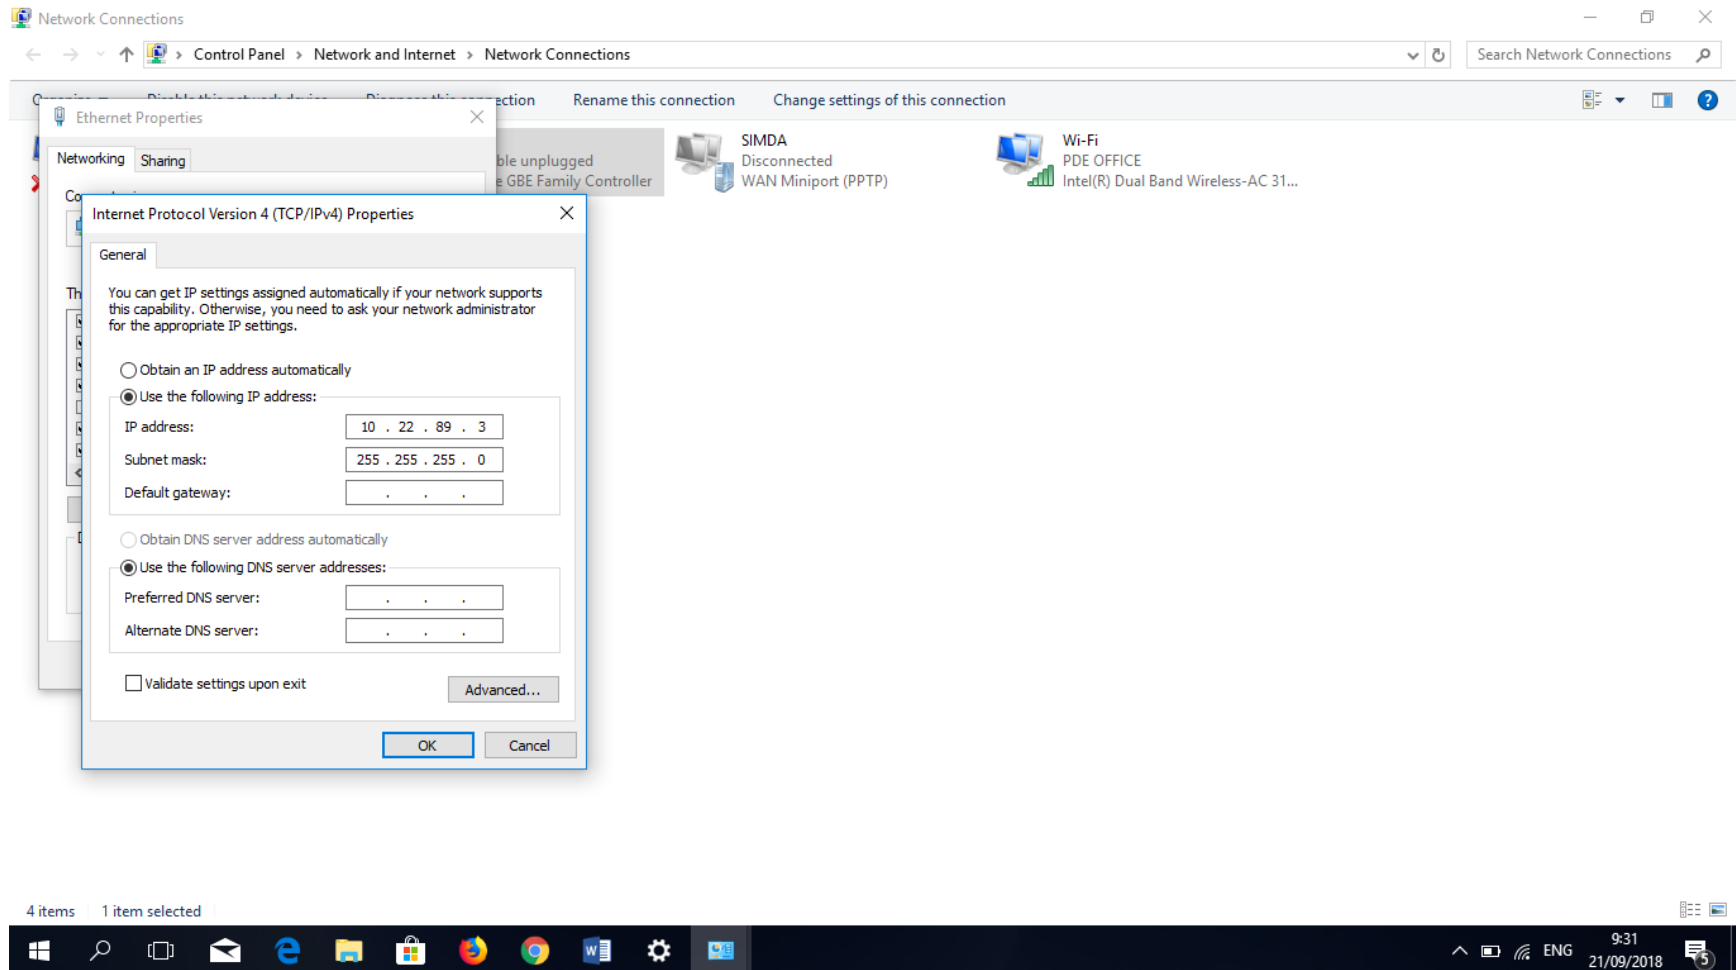 Network Connections
Control Panel > Network and Internet > Network Connections
Search Network Connections
Rename this connection
Change settings of this connection
Ethernet Properties
Networking
Sharing
SIMDA
Disconnected
WAN Miniport (PPTP)
Wi-Fi
PDE OFFICE
Intel(R) Dual Band Wireless-AC 31...
unplugged
GBE Family Controller
Internet Protocol Version 4 (TCP/IPv4) Properties
General
You can get IP settings assigned automatically if your network supports
this capability. Otherwise, you need to ask your network administrator
for the appropriate IP settings.
Obtain an IP address automatically
Use the following IP address:
IP address: 10 . 22 . 89 . 3
Subnet mask: 255 . 255 . 255 . 0
Default gateway: . . .
Obtain DNS server address automatically
Use the following DNS server addresses:
Preferred DNS server: . . .
Alternate DNS server: . . .
Validate settings upon exit
Advanced...
OK
Cancel
4 items
1 item selected
ENG
9:31
21/09/2018
5